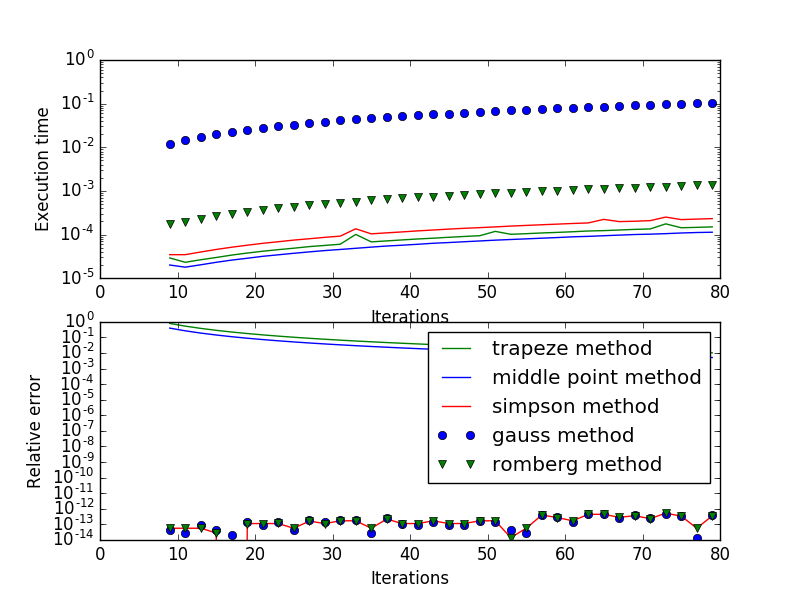 10^0
10^-1
10^-2
10^-3
10^-4
10^-5
Execution time
0 10 20 30 40 50 60 70 80
Iterations
10^0
10^-1
10^-2
10^-3
10^-4
10^-5
10^-6
10^-7
10^-8
10^-9
10^-10
10^-11
10^-12
10^-13
10^-14
Relative error
trapeze method
middle point method
simpson method
gauss method
romberg method
0 10 20 30 40 50 60 70 80
Iterations